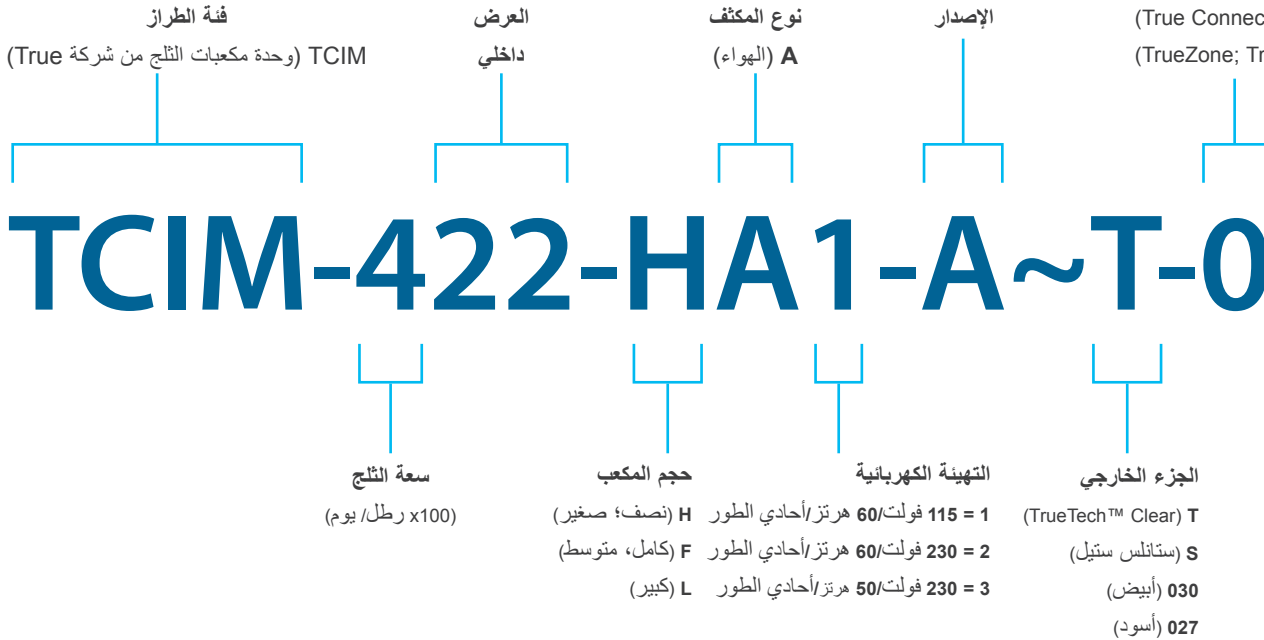 فئة الطراز
TCIM (وحدة مكعبات الثلج من شركة True)
العرض
داخلي
نوع المكثف
A (الهواء)
الإصدار
(True Connec
(TrueZone; Tr
TCIM-422-HA1-A~T-0
سعة الثلج
(x100 رطل/ يوم)
حجم المكعب
H (نصف؛ صغير)
F (كامل، متوسط)
L (كبير)
التهيئة الكهربائية
1 = 115 فولت/60 هرتز/أحادي الطور
2 = 230 فولت/60 هرتز/أحادي الطور
3 = 230 فولت/50 هرتز/أحادي الطور
الجزء الخارجي
T (TrueTech™ Clear)
S (ستانلس ستيل)
030 (أبيض)
027 (أسود)